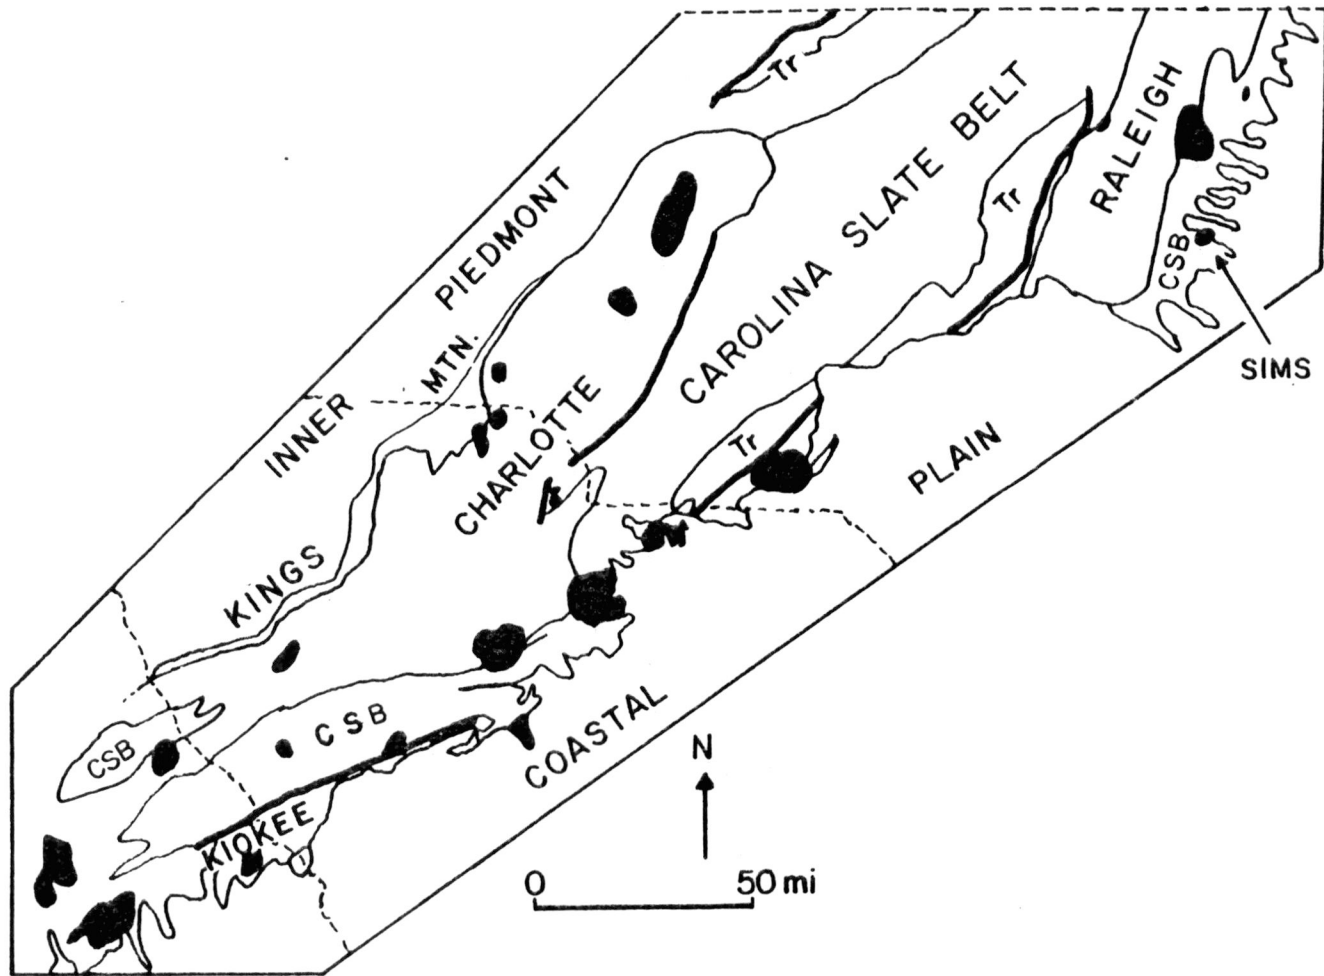 Tr
PIEDMONT
INNER
MTN.
KINGS
CHARLOTTE
CAROLINA SLATE BELT
Tr
RALEIGH
CSB
SIMS
Tr
PLAIN
COASTAL
CSB
CSB
KIOKEE
N
0 50 mi